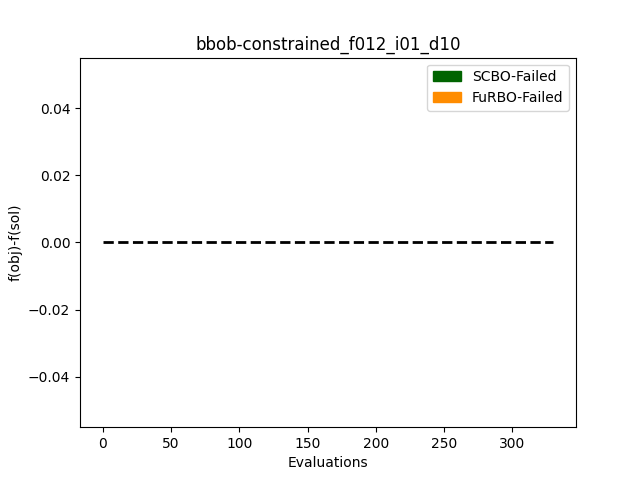 bbob-constrained_f012_i01_d10
SCBO-Failed
FuRBO-Failed
0.04
0.02
0.00
−0.02
−0.04
f(obj)-f(sol)
0 50 100 150 200 250 300
Evaluations